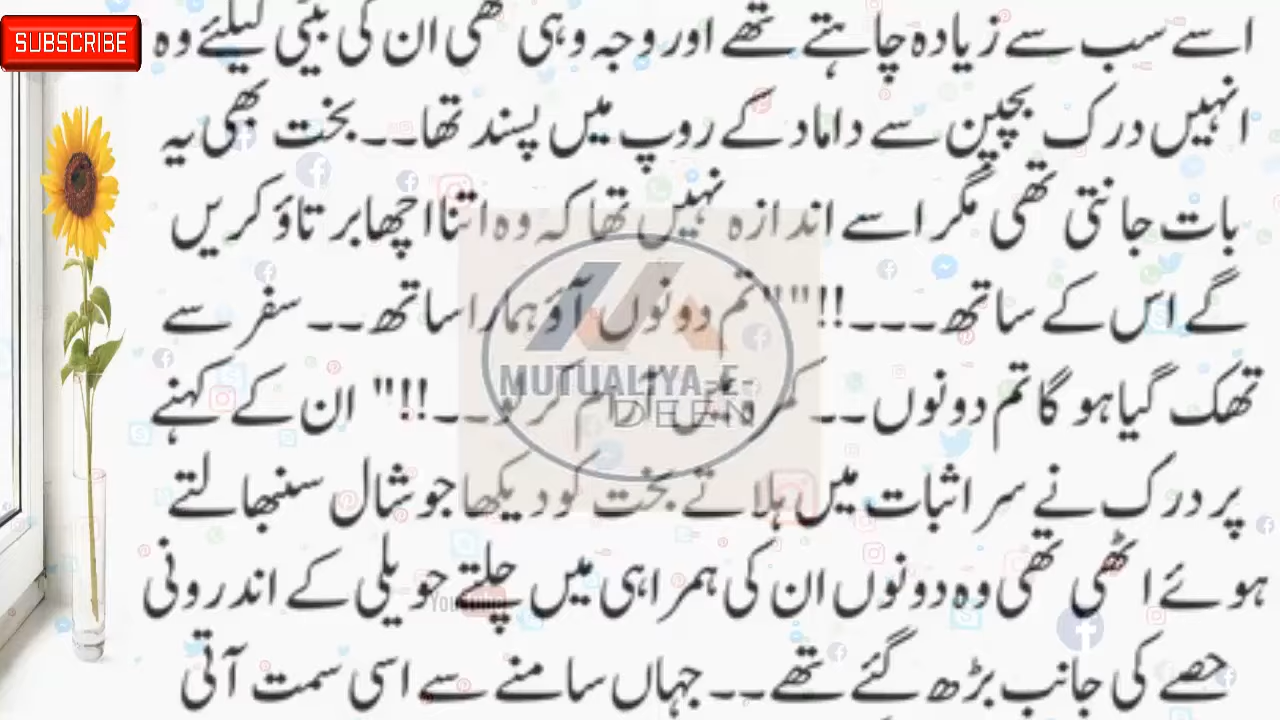 SUBSCRIBE
اسے سب سے زیادہ چاہتے تھے اور وجہ وہی تھی ان کی بیٹی کیلئے وہ
انہیں درک بچپن سے داماد کے روپ میں پسند تھا۔۔ بخت بھی یہ
بات جانتی تھی مگر اسے اندازہ نہیں تھا کہ وہ اتنا اچھا برتاؤ کریں
گے اس کے ساتھ۔۔۔!!""تم دونوں آؤ ہمارا ساتھ۔۔ سفر سے
تھک گیا ہو گا تم دونوں۔۔ کمرہ میں آرام کر لو۔۔!!" ان کے کہنے
پر درک نے سر اثبات میں ہلاتے بخت کو دیکھا جو شال سنبھالتے
ہوئے اٹھی تھی وہ دونوں ان کی ہمراہی میں چلتے حویلی کے اندرونی
حصے کی جانب بڑھ گئے تھے۔۔ جہاں سامنے سے اسی سمت آتی
MUTUALIYA-E-
DEEN